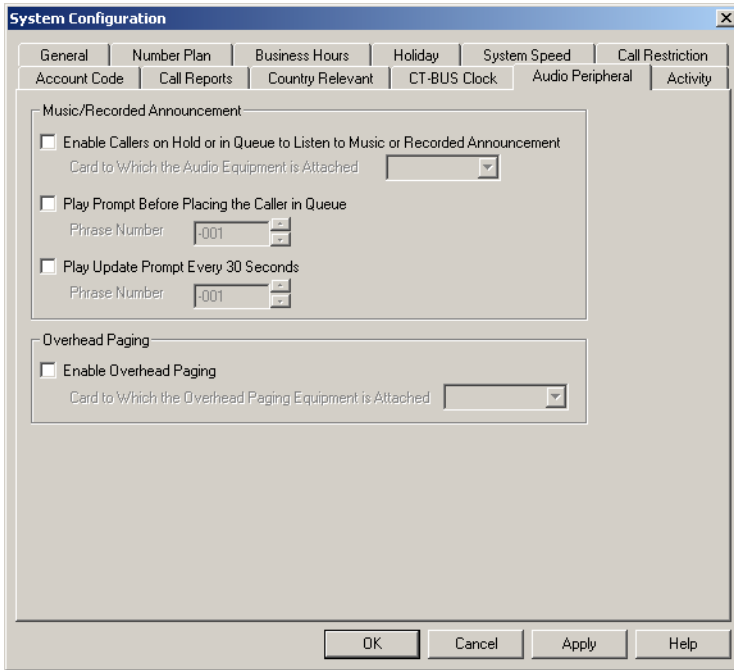 System Configuration
General Number Plan Business Hours Holiday System Speed Call Restriction
Account Code Call Reports Country Relevant CT-BUS Clock Audio Peripheral Activity
Music/Recorded Announcement
Enable Callers on Hold or in Queue to Listen to Music or Recorded Announcement
Card to Which the Audio Equipment is Attached
Play Prompt Before Placing the Caller in Queue
Phrase Number -001
Play Update Prompt Every 30 Seconds
Phrase Number -001
Overhead Paging
Enable Overhead Paging
Card to Which the Overhead Paging Equipment is Attached
OK Cancel Apply Help